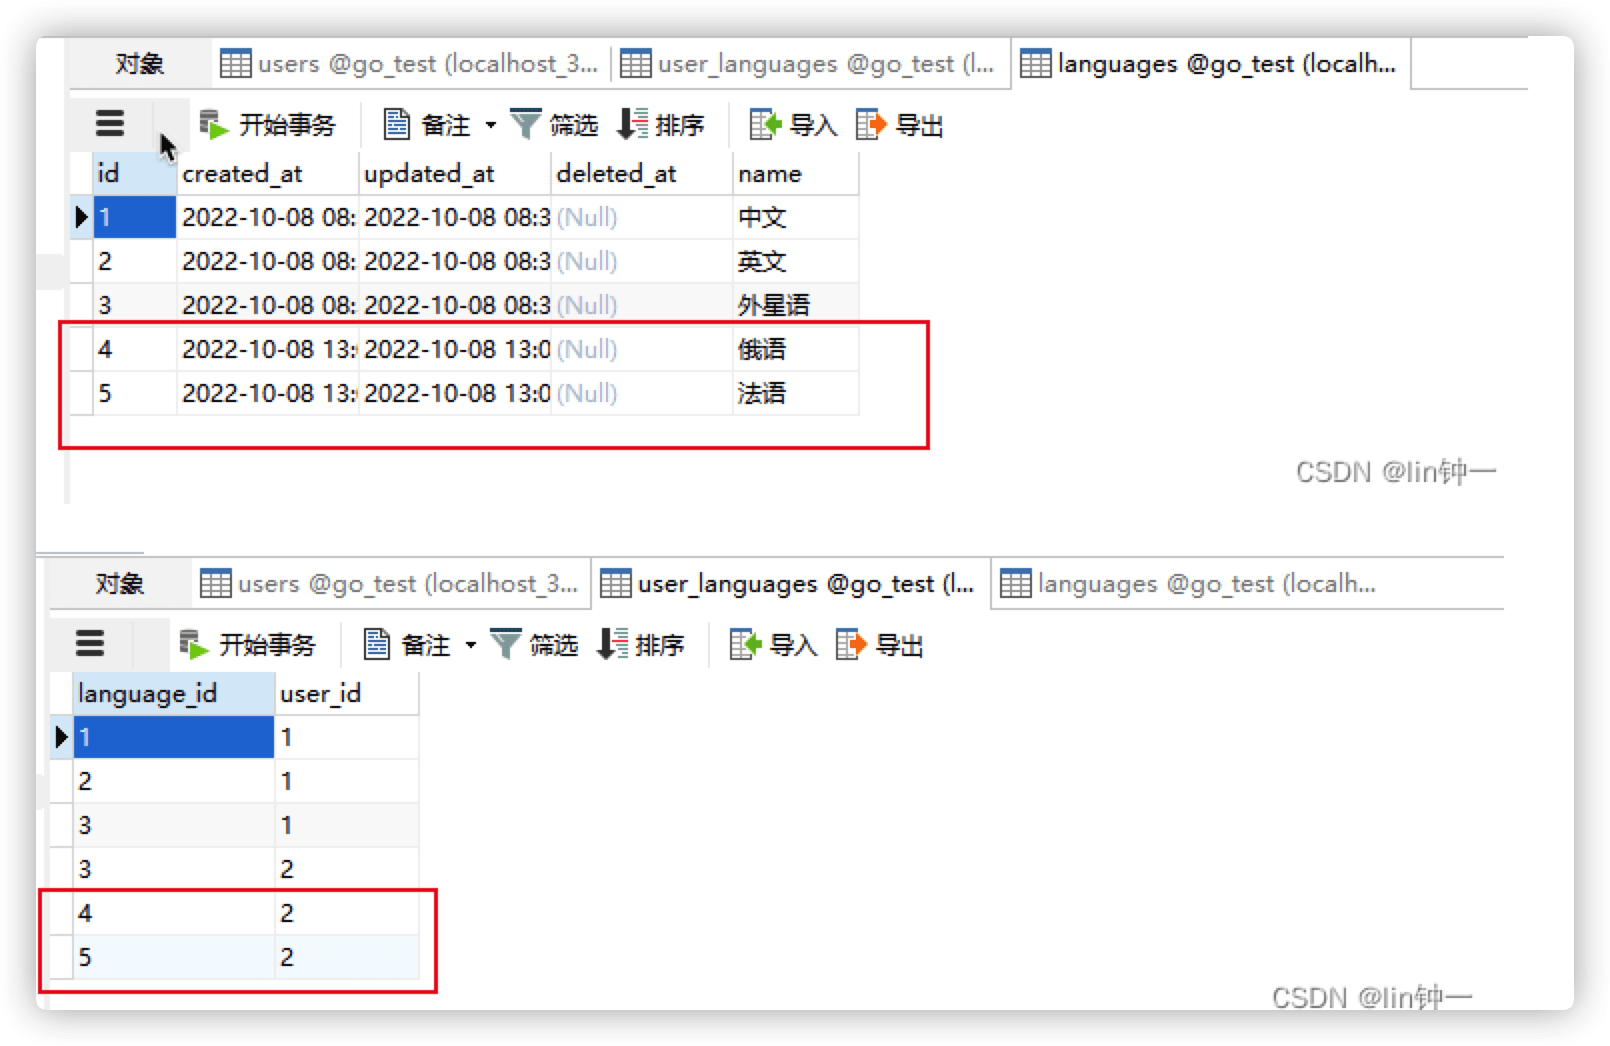 对象 users @go_test (localhost_3... user_languages @go_test (l... languages @go_test (localh...
开始事务 备注 筛选 排序 导入 导出
id created_at updated_at deleted_at name
1 2022-10-08 08: 2022-10-08 08:3 (Null) 中文
2 2022-10-08 08: 2022-10-08 08:3 (Null) 英文
3 2022-10-08 08: 2022-10-08 08:3 (Null) 外星语
4 2022-10-08 13: 2022-10-08 13:0 (Null) 俄语
5 2022-10-08 13: 2022-10-08 13:0 (Null) 法语
CSDN @lin钟一
对象 users @go_test (localhost_3... user_languages @go_test (l... languages @go_test (localh...
开始事务 备注 筛选 排序 导入 导出
language_id user_id
1 1
2 1
3 1
3 2
4 2
5 2
CSDN @lin钟一